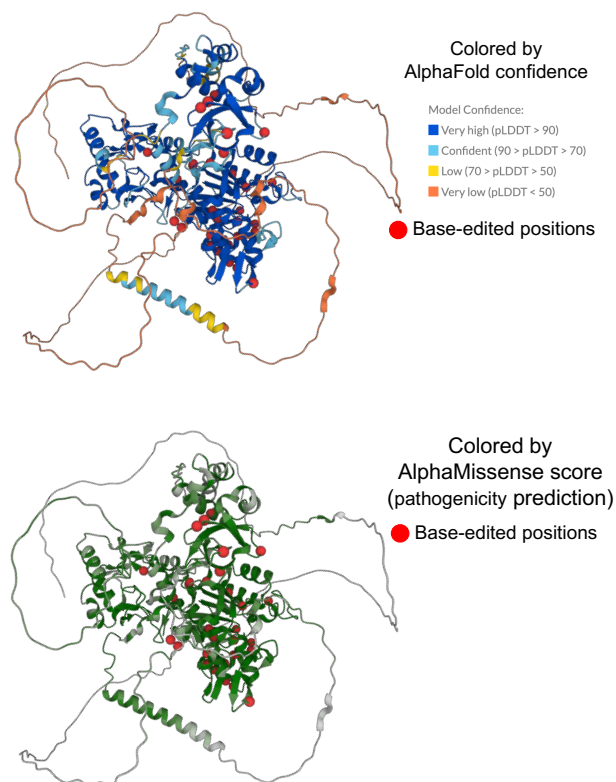 Colored by
AlphaFold confidence
Model Confidence:
Very high (pLDDT > 90)
Confident (90 > pLDDT > 70)
Low (70 > pLDDT > 50)
Very low (pLDDT < 50)
Base-edited positions
Colored by
AlphaMissense score
(pathogenicity prediction)
Base-edited positions